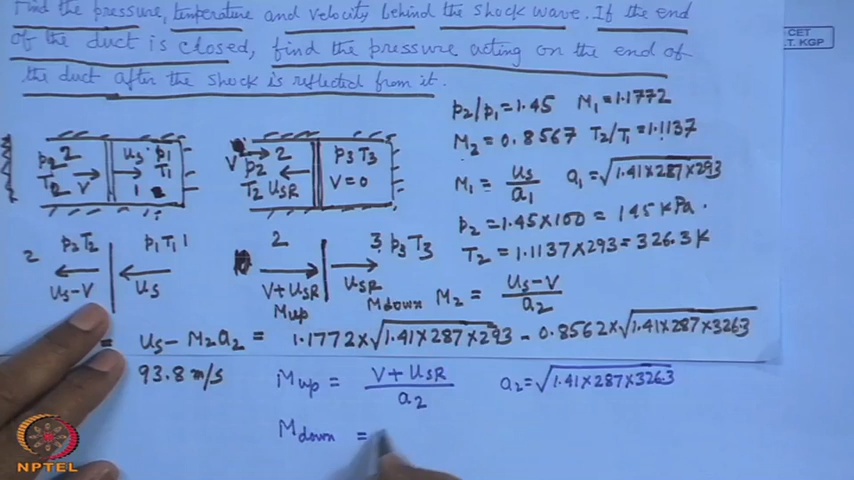 Find the pressure, temperature and velocity behind the shock wave. If the end
of the duct is closed, find the pressure acting on the end of
the duct after the shock is reflected from it.
CET
I.T. KGP
p2/p1 = 1.45 M1 = 1.1772
M2 = 0.8567 T2/T1 = 1.1137
M1 = us/a1 a1 = √1.41×287×293
p2 = 1.45×100 = 145 kPa.
T2 = 1.1137×293 = 326.3 K
M2 = us-v/a2
p2 2 us p1
T2 v 1 T1
v 2 p3 T3
p2 v=0
T2 usR
2 p2 T2 p1 T1 1
us-v us
2 3 p3 T3
v+usR usR
Mup Mdown
= us - M2a2 = 1.1772×√1.41×287×293 - 0.8562×√1.41×287×326.3
93.8 m/s
Mup = v+usR/a2 a2 = √1.41×287×326.3
Mdown =
NPTEL